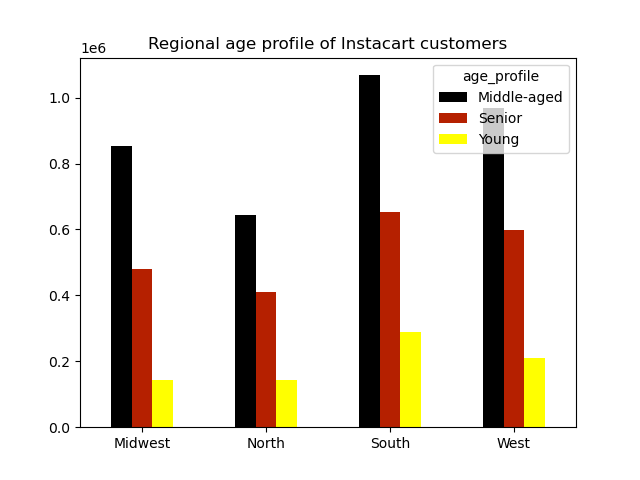 Regional age profile of Instacart customers
1e6
age_profile
Middle-aged
Senior
Young
1.0
0.8
0.6
0.4
0.2
0.0
Midwest North South West